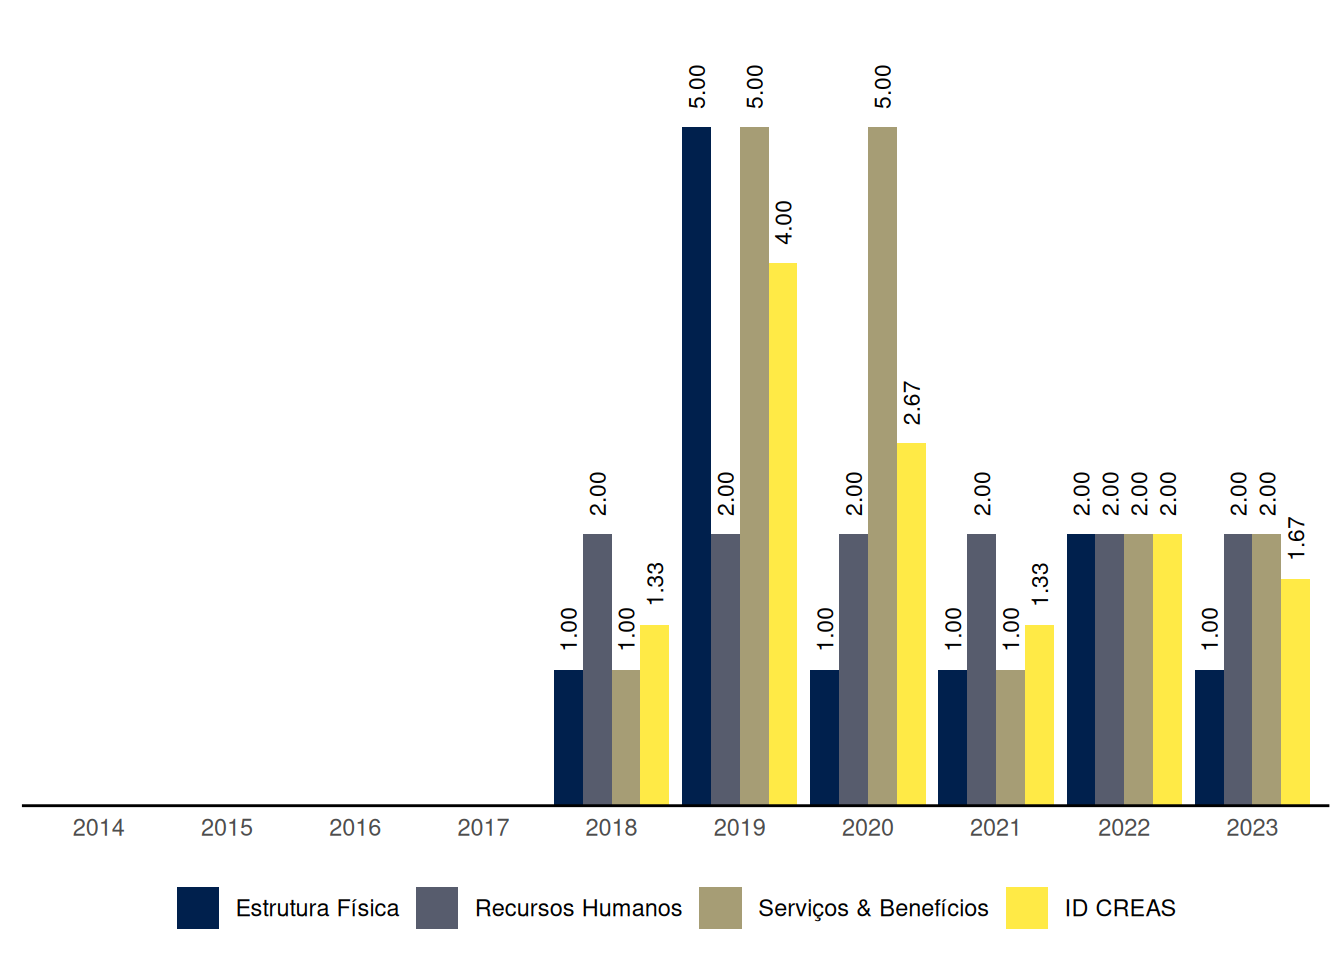 5.00 5.00 5.00
4.00
2.67
2.00 2.00 2.00 2.00 2.00 2.00 2.00 2.00 2.00 2.00
1.67
1.33 1.33
1.00 1.00 1.00 1.00 1.00 1.00
2014 2015 2016 2017 2018 2019 2020 2021 2022 2023
Estrutura Física Recursos Humanos Serviços & Benefícios ID CREAS